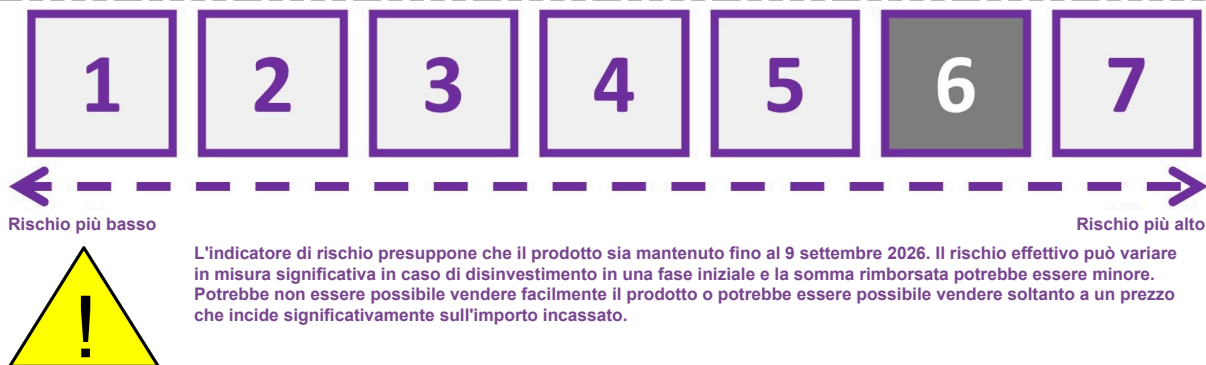 1 2 3 4 5 6 7
Rischio più basso Rischio più alto
L'indicatore di rischio presuppone che il prodotto sia mantenuto fino al 9 settembre 2026. Il rischio effettivo può variare
in misura significativa in caso di disinvestimento in una fase iniziale e la somma rimborsata potrebbe essere minore.
Potrebbe non essere possibile vendere facilmente il prodotto o potrebbe essere possibile vendere soltanto a un prezzo
che incide significativamente sull'importo incassato.
!